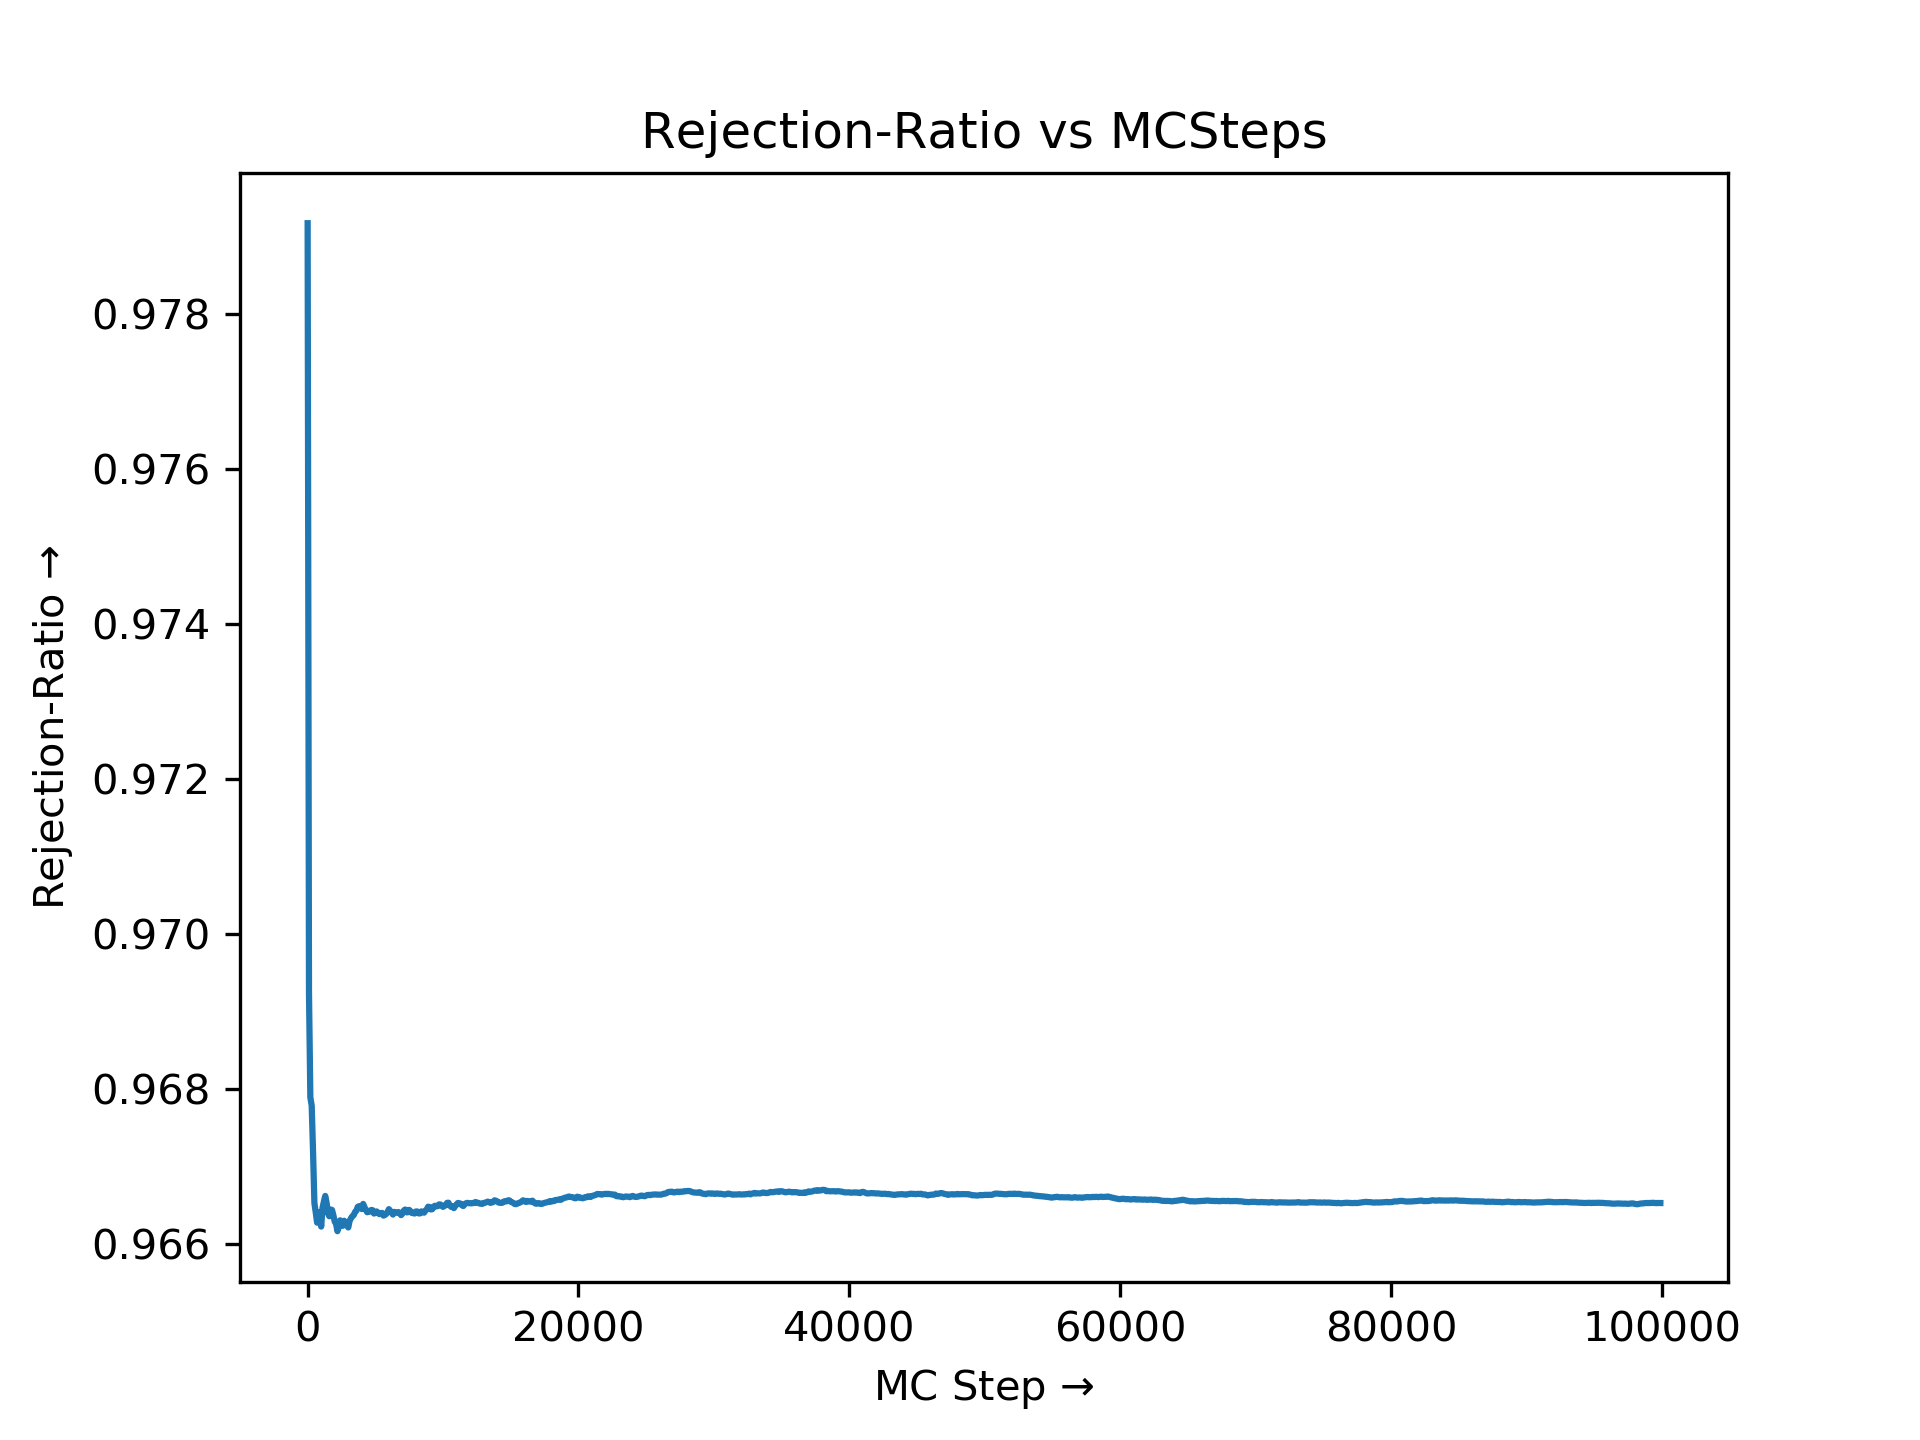 Rejection-Ratio vs MCSteps
Rejection-Ratio →
0.978
0.976
0.974
0.972
0.970
0.968
0.966
0 20000 40000 60000 80000 100000
MC Step →